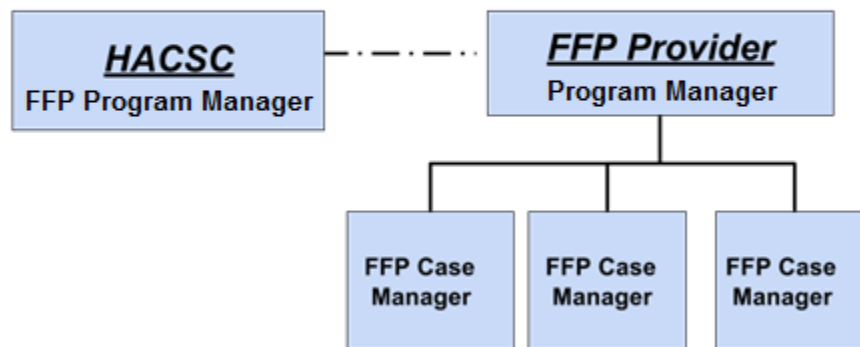 HACSC
FFP Program Manager
FFP Provider
Program Manager
FFP Case
Manager
FFP Case
Manager
FFP Case
Manager